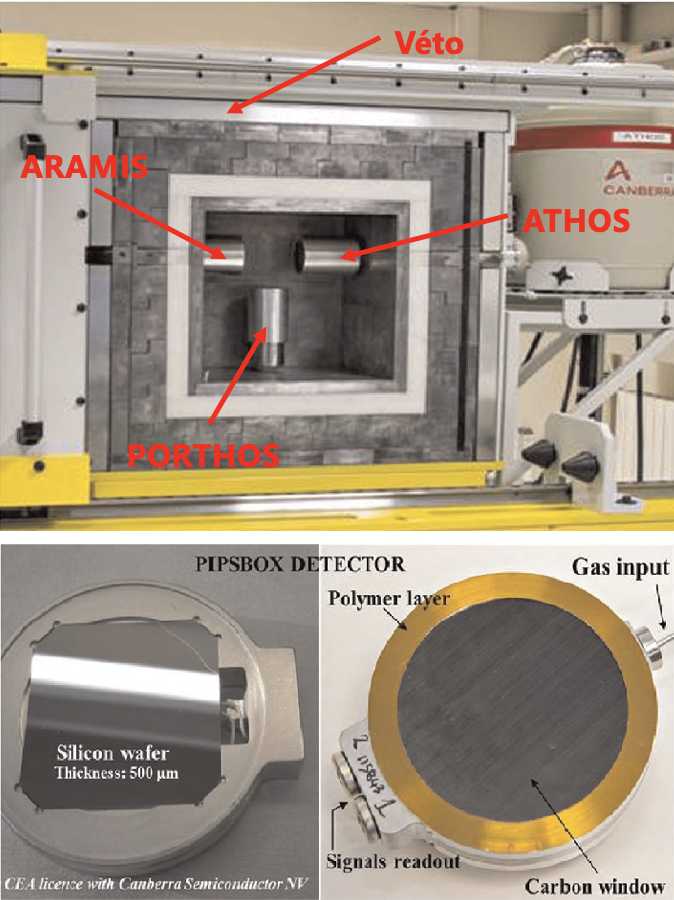 Véto
ATHOS
CANBERRA
ARAMIS
ATHOS
PORTHOS
PIPSBOX DETECTOR
Gas input
Polymer layer
Silicon wafer
Thickness: 500 µm
Signals readout
CEA licence with Canberra Semiconductor NV
Carbon window